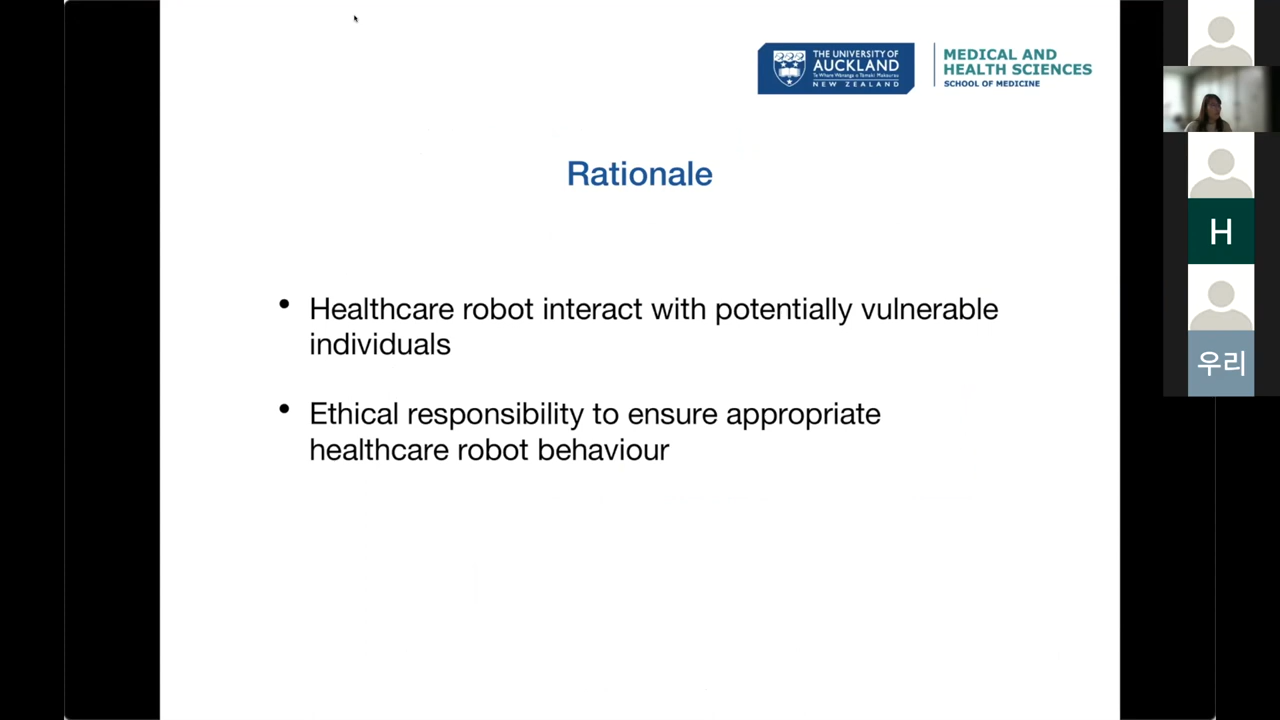 THE UNIVERSITY OF
AUCKLAND
Te Whare Wānanga o Tāmaki Makaurau
NEW ZEALAND
MEDICAL AND
HEALTH SCIENCES
SCHOOL OF MEDICINE
Rationale
• Healthcare robot interact with potentially vulnerable
individuals
• Ethical responsibility to ensure appropriate
healthcare robot behaviour
H
우리